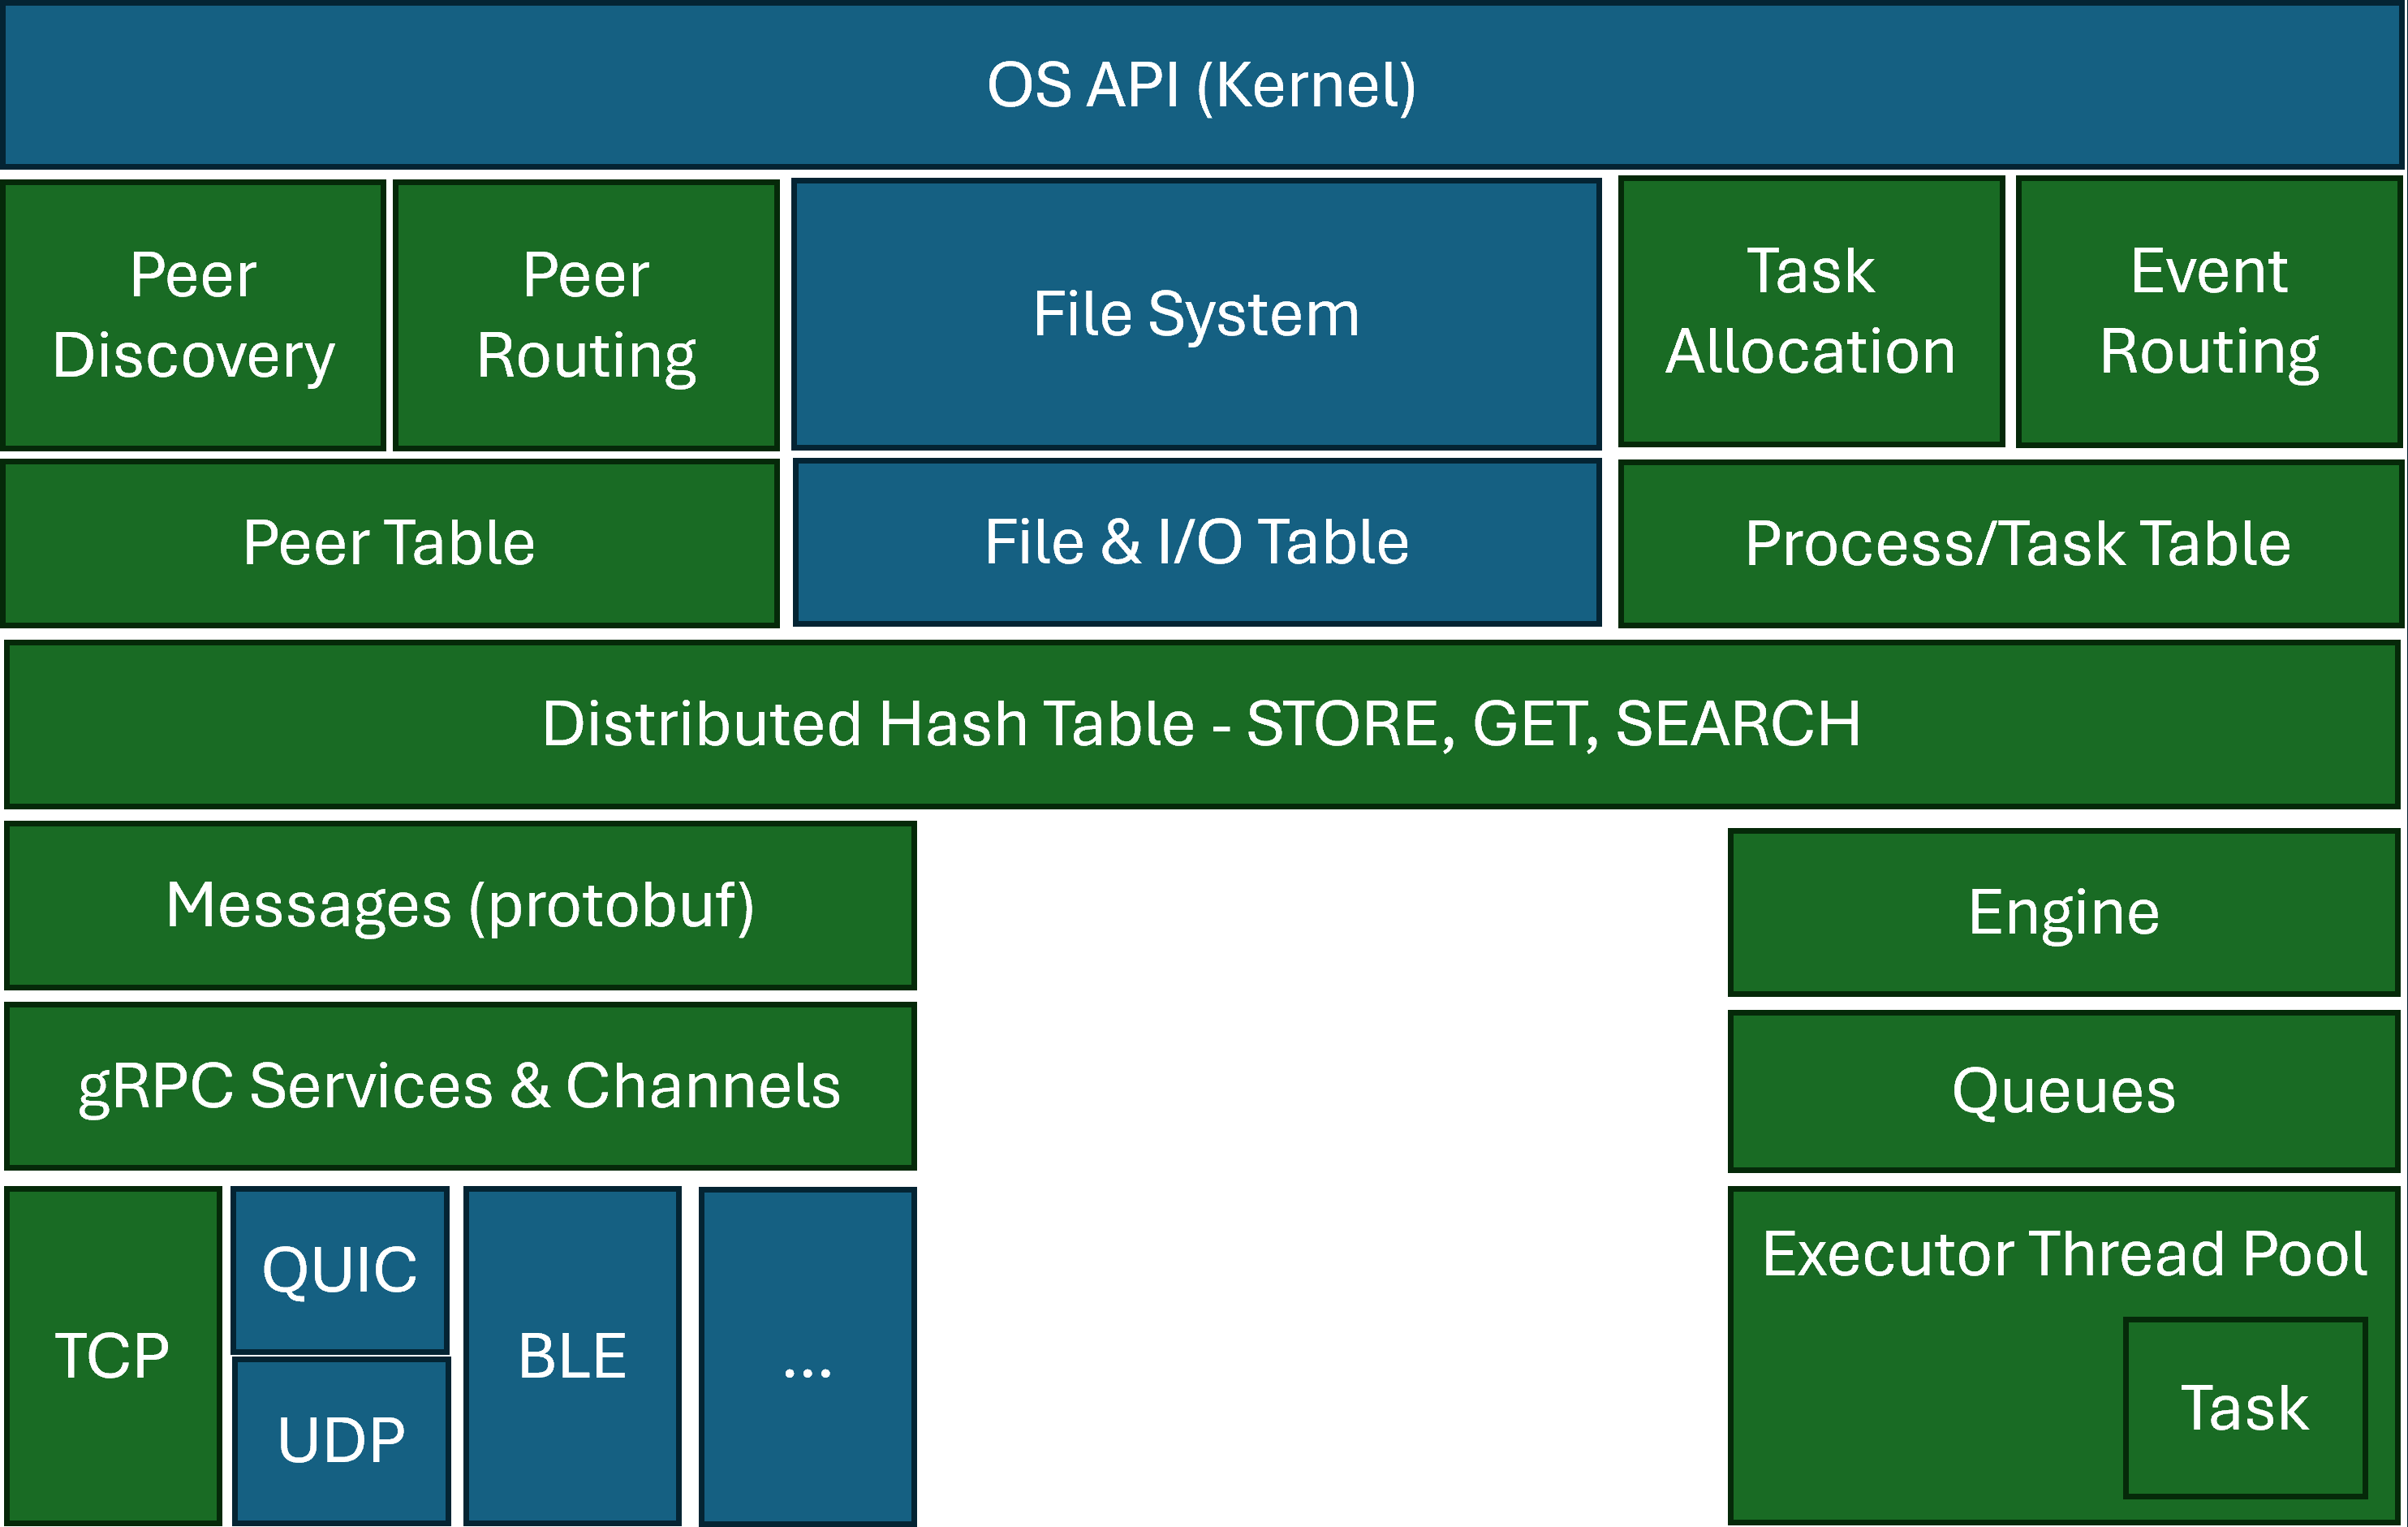 OS API (Kernel)
Peer
Discovery
Peer
Routing
File System
Task
Allocation
Event
Routing
Peer Table
File & I/O Table
Process/Task Table
Distributed Hash Table - STORE, GET, SEARCH
Messages (protobuf)
Engine
gRPC Services & Channels
Queues
TCP
QUIC
UDP
BLE
...
Executor Thread Pool
Task